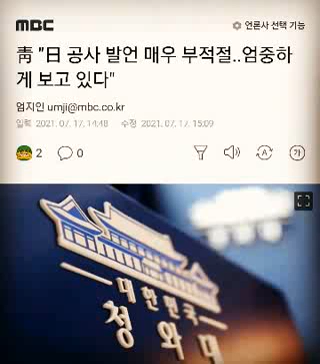 MBC
언론사 선택 기능
靑 "日 공사 발언 매우 부적절..엄중하
게 보고 있다"
엄지인 umji@mbc.co.kr
입력 2021. 07. 17. 14:48 수정 2021. 07. 17. 15:09
2 0 A 가
대한민국
청와대